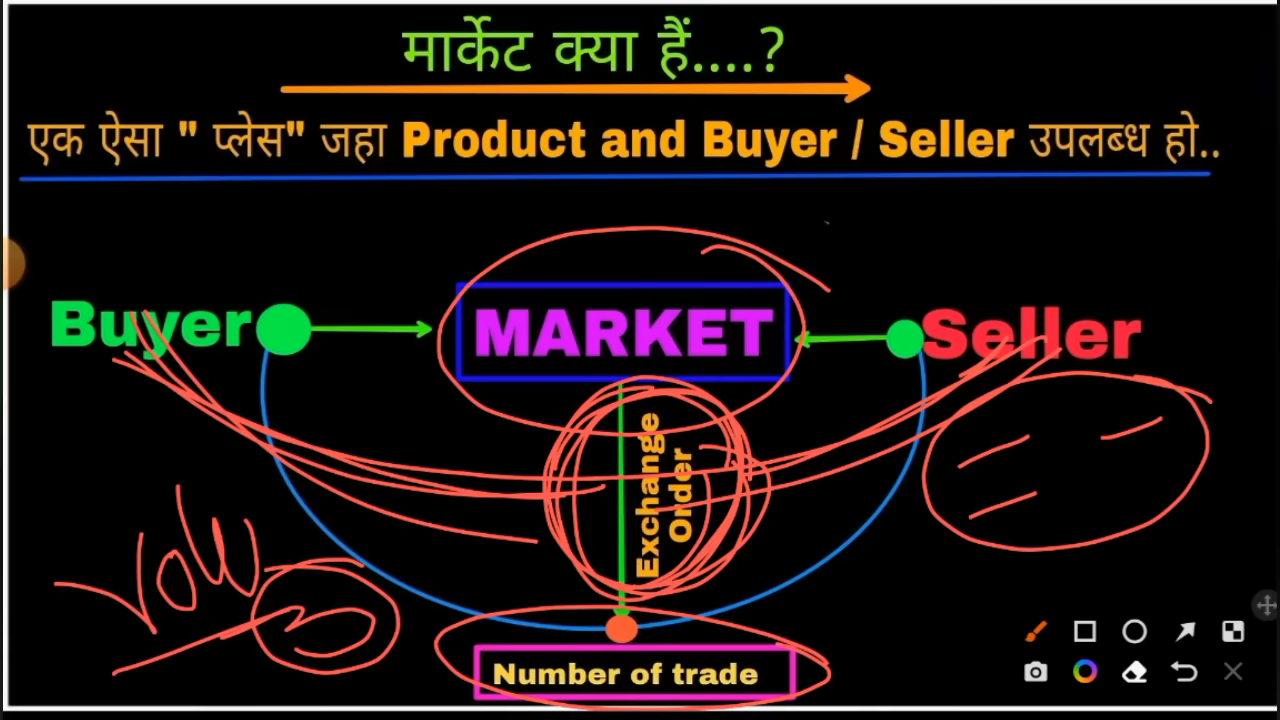 मार्केट क्या हैं....?
एक ऐसा " प्लेस" जहा Product and Buyer / Seller उपलब्ध हो..
Buyer
MARKET
Seller
Exchange
Order
Number of trade